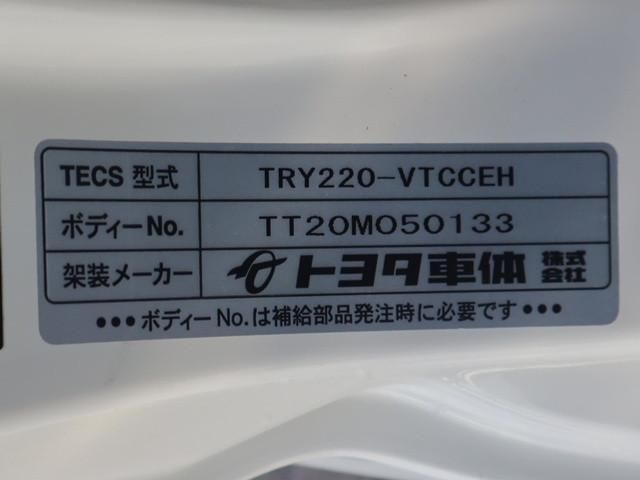 TECS 型式 TRY220-VTCCEH
ボディーNo. TT20M050133
架装メーカー トヨタ車体 株式会社
●●●ボディーNo.は補給部品発注時に必要です●●●